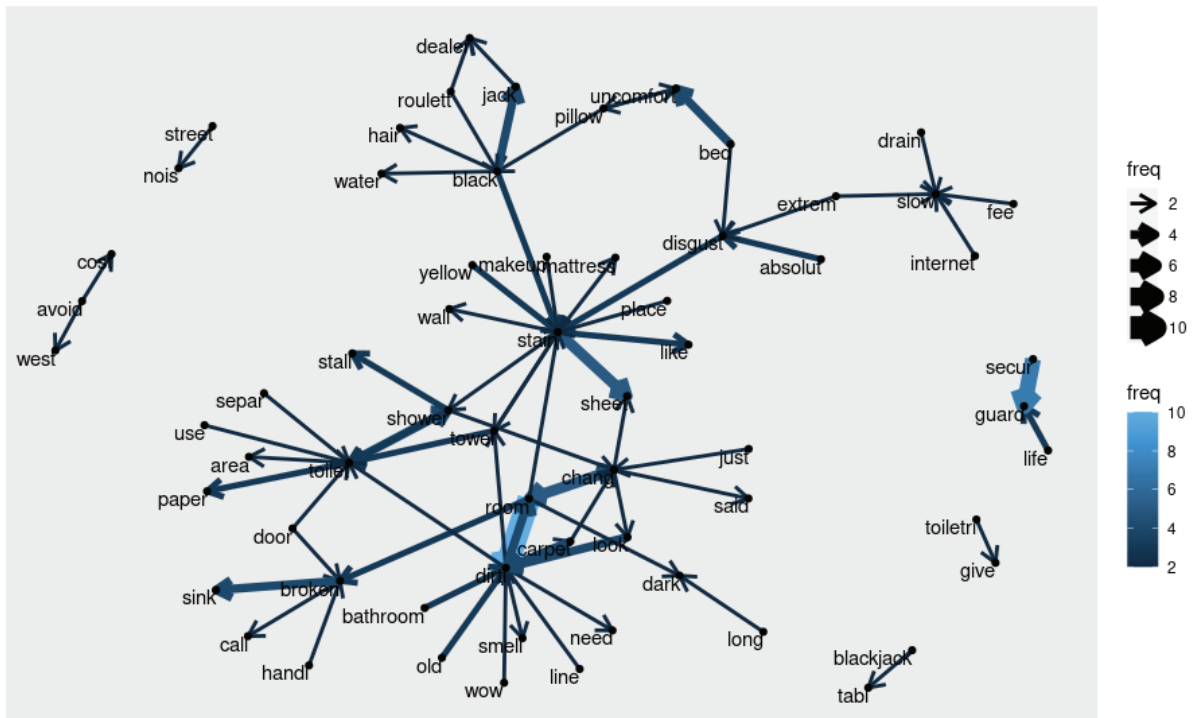 deale
roulett
jack
uncomfort
pillow
hair
water
black
bed
street
nois
drain
extrem
slow
fee
disgust
absolut
internet
cost
avoid
west
yellow
makeup
mattress
wall
place
stain
like
stall
sheet
separ
shower
use
towel
area
toilet
paper
chang
just
said
room
door
carpet
look
dirti
dark
sink
broken
bathroom
call
handl
old
smell
need
wow
line
long
secur
guard
life
toiletri
give
blackjack
tabl
freq
2
4
6
8
10
freq
10
8
6
4
2